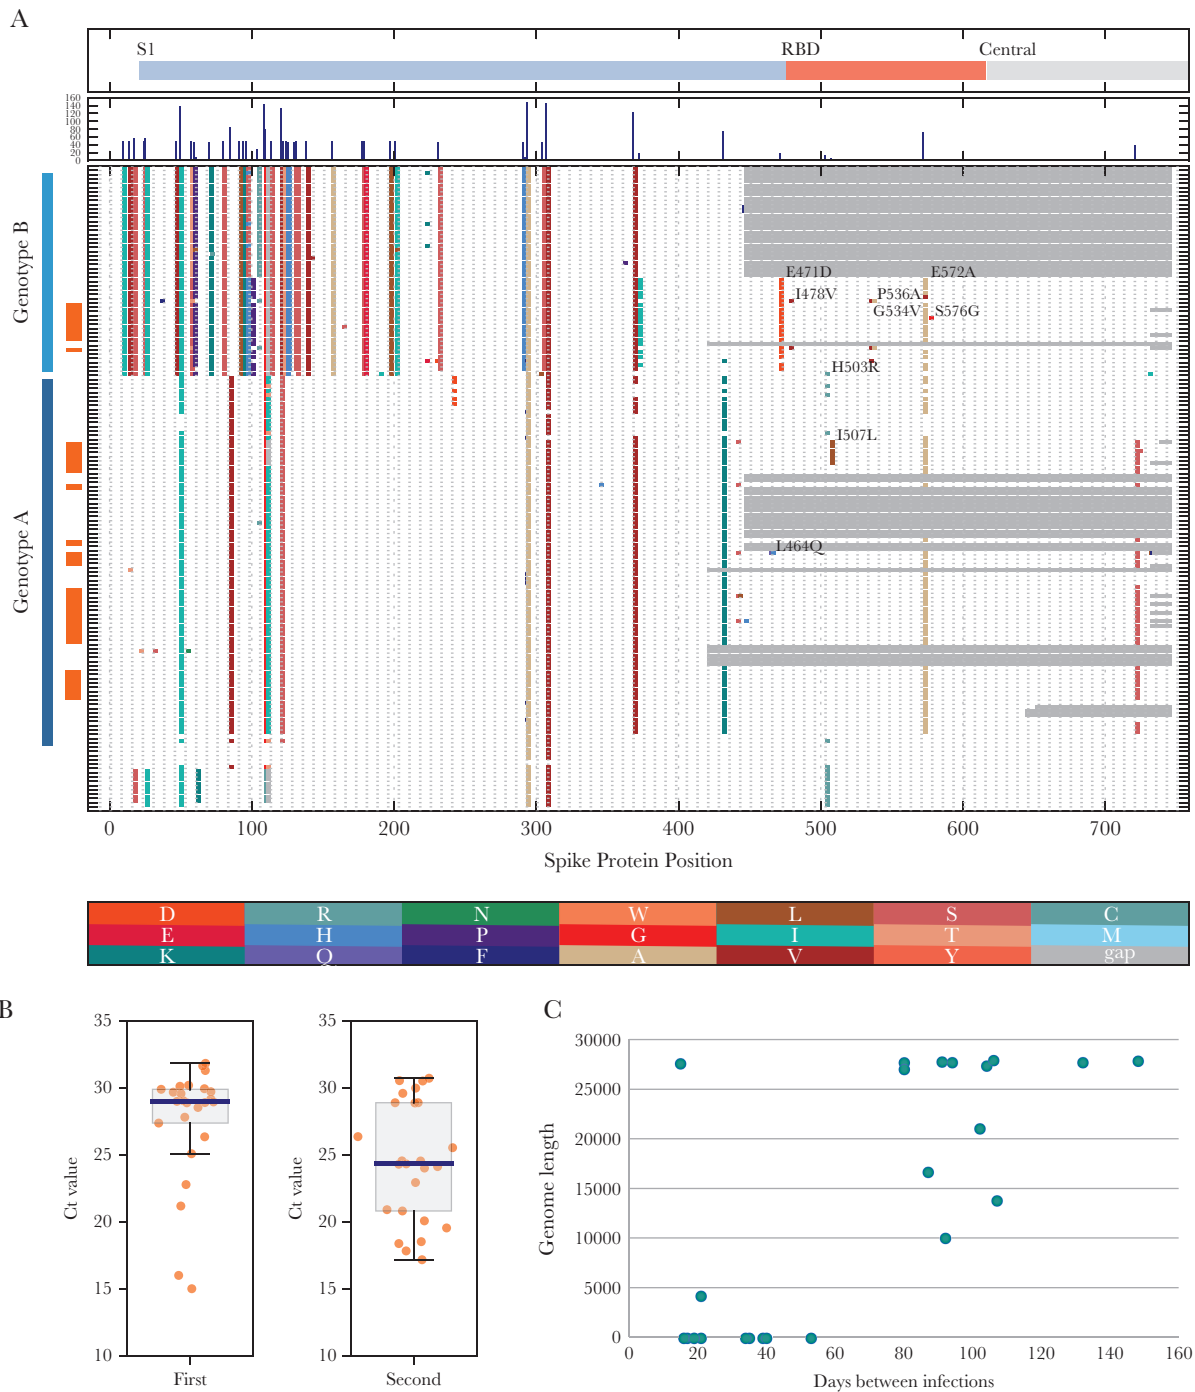 A
S1 RBD Central
160
140
120
100
80
60
40
20
0
Genotype B
Genotype A
E471D E572A
I478V P536A
G534V S576G
H503R
I507L
L464Q
0 100 200 300 400 500 600 700
Spike Protein Position
D R N W L S C
E H P G I T M
K Q F A V Y gap
B
35
30
25
20
15
10
Ct value
First
35
30
25
20
15
10
Ct value
Second
C
30000
25000
20000
15000
10000
5000
0
Genome length
0 20 40 60 80 100 120 140 160
Days between infections